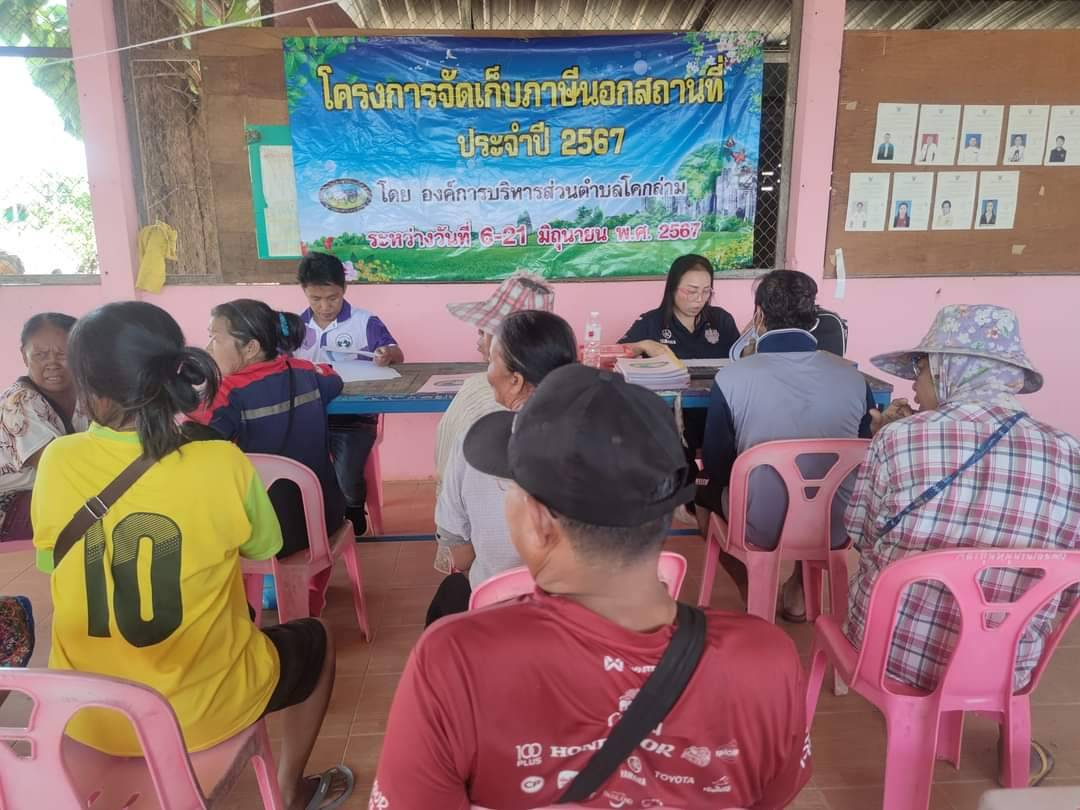 โครงการจัดเก็บภาษีนอกสถานที่
ประจำปี 2567
โดย องค์การบริหารส่วนตำบลโคกล่าม
ระหว่างวันที่ 6-21 มิถุนายน พ.ศ. 2567
10
100
PLUS
CP
TOYOTA
YAMAHA